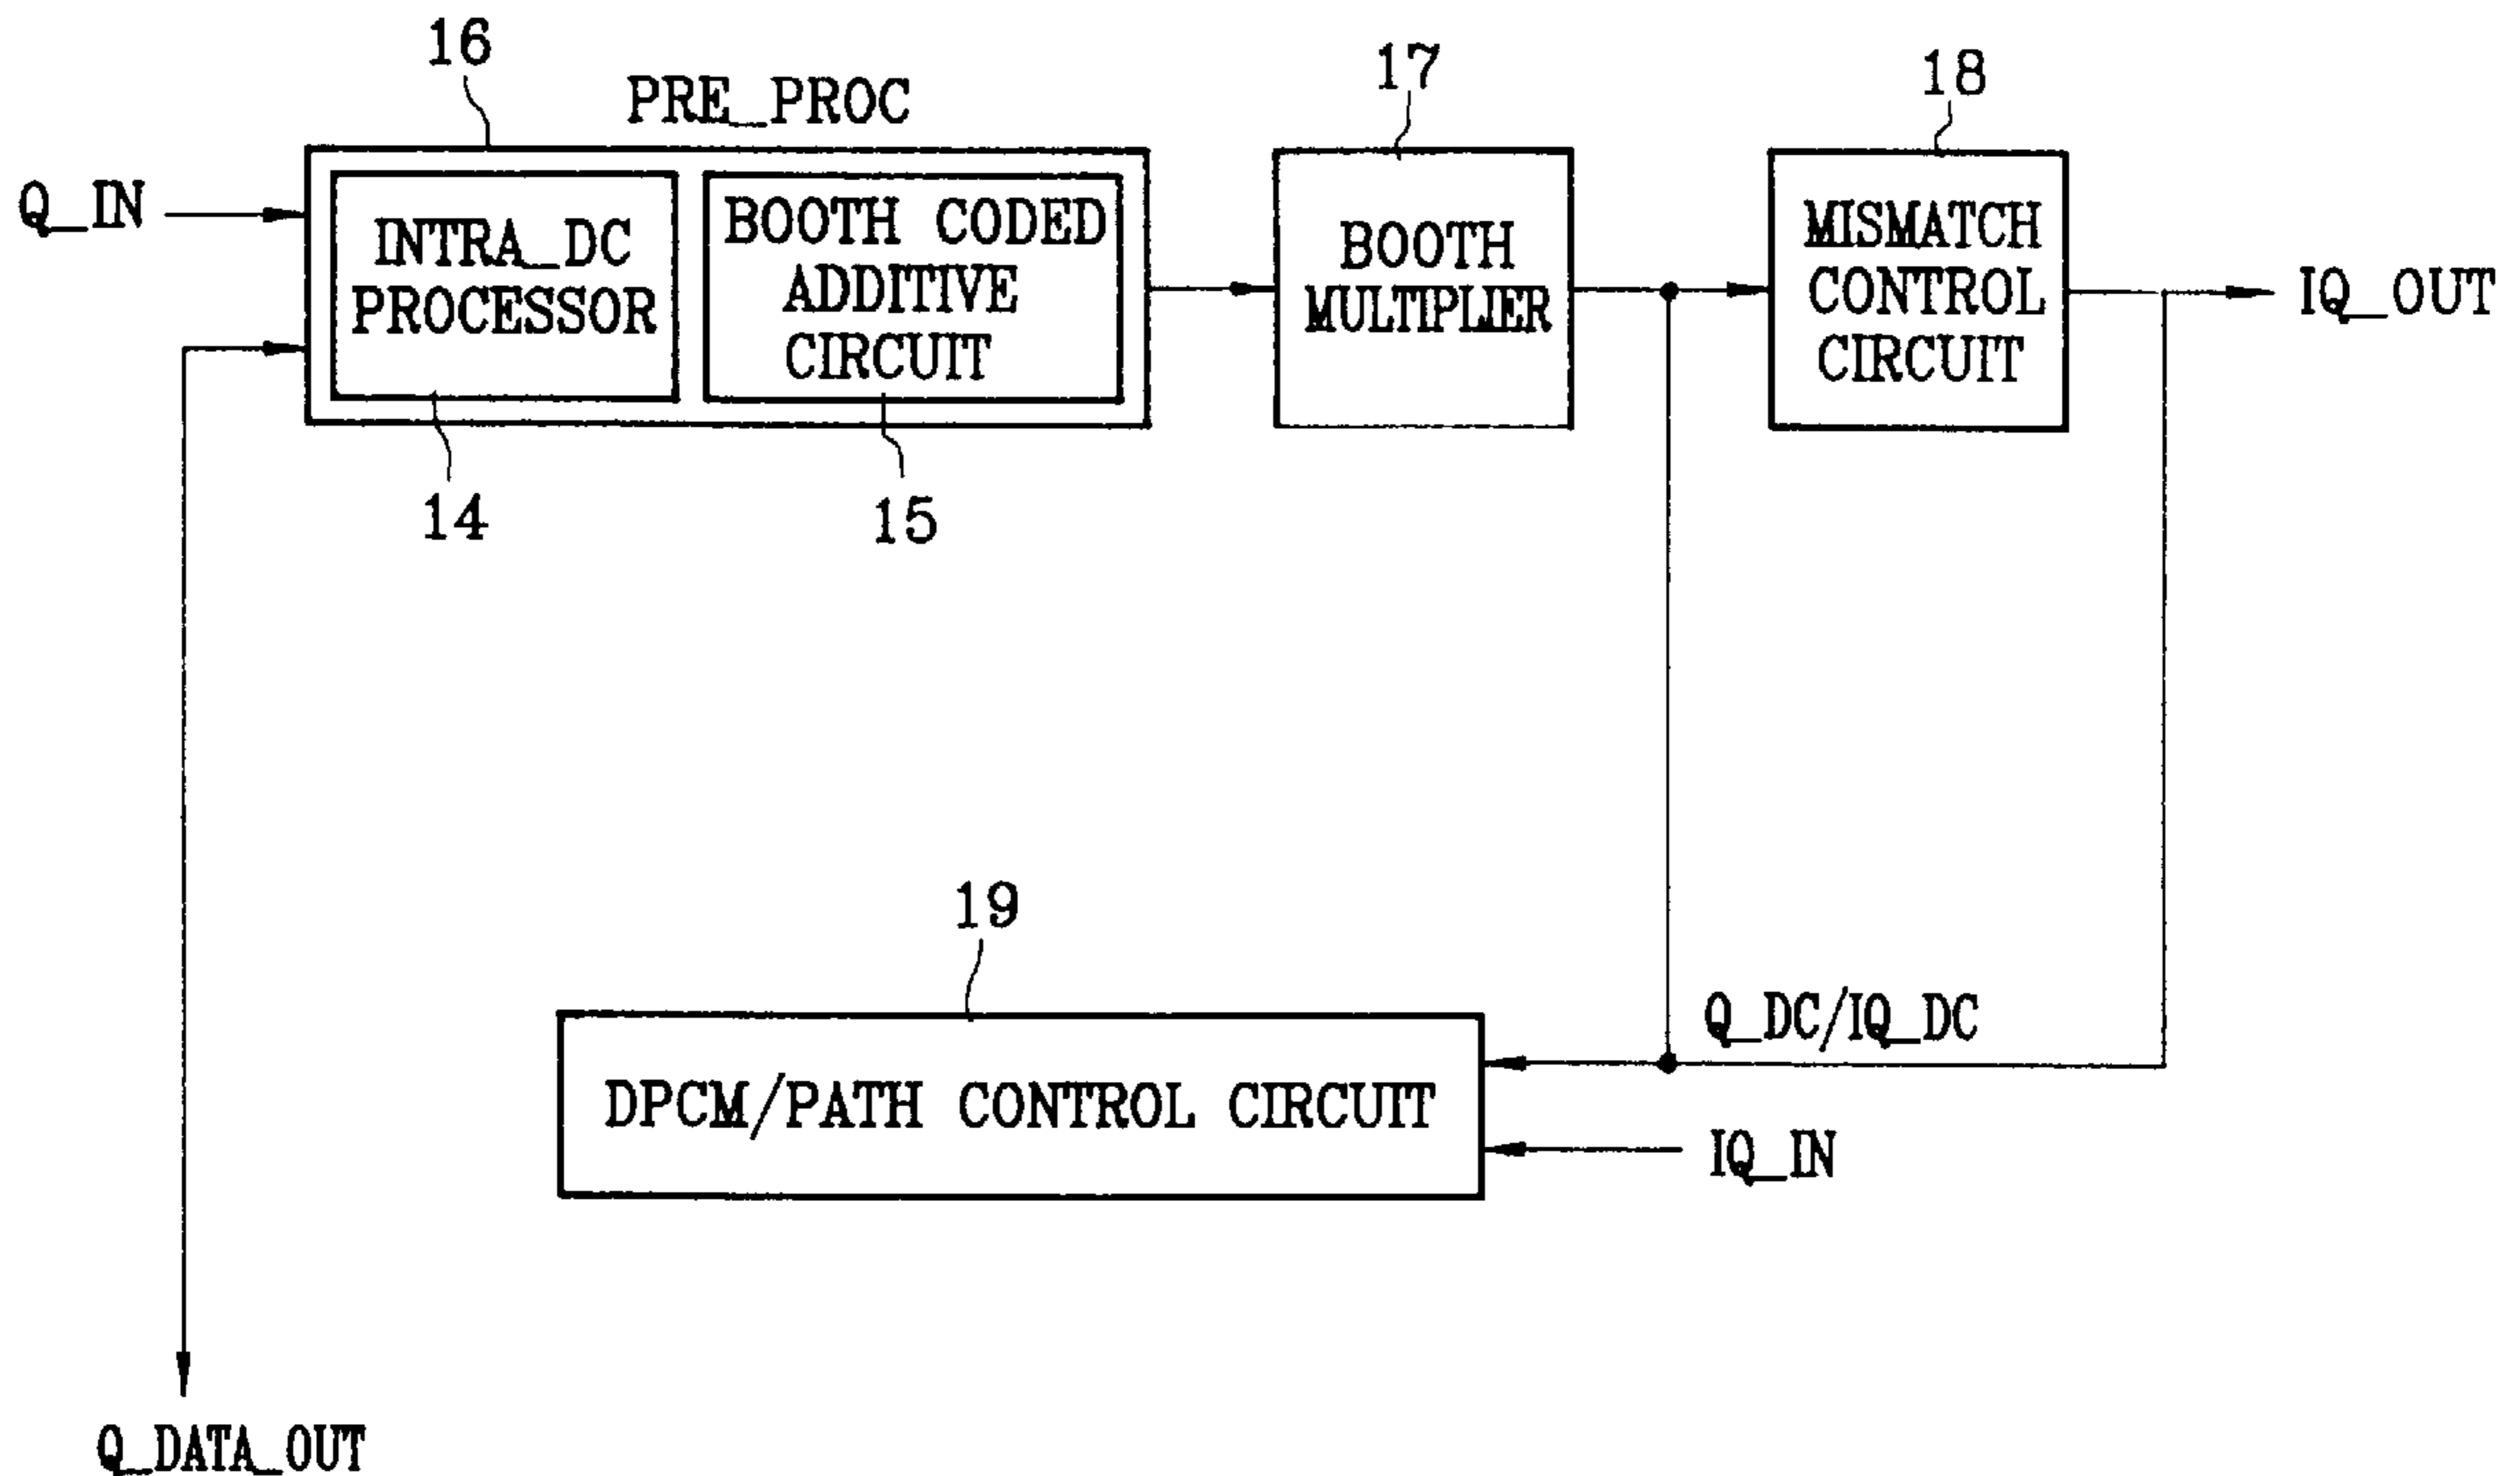 16
PRE_PROC
17
18
Q_IN
INTRA_DC
PROCESSOR
BOOTH CODED
ADDITIVE
CIRCUIT
BOOTH
MULTIPLIER
MISMATCH
CONTROL
CIRCUIT
IQ_OUT
14
15
19
Q_DC/IQ_DC
DPCM/PATH CONTROL CIRCUIT
IQ_IN
Q_DATA_OUT